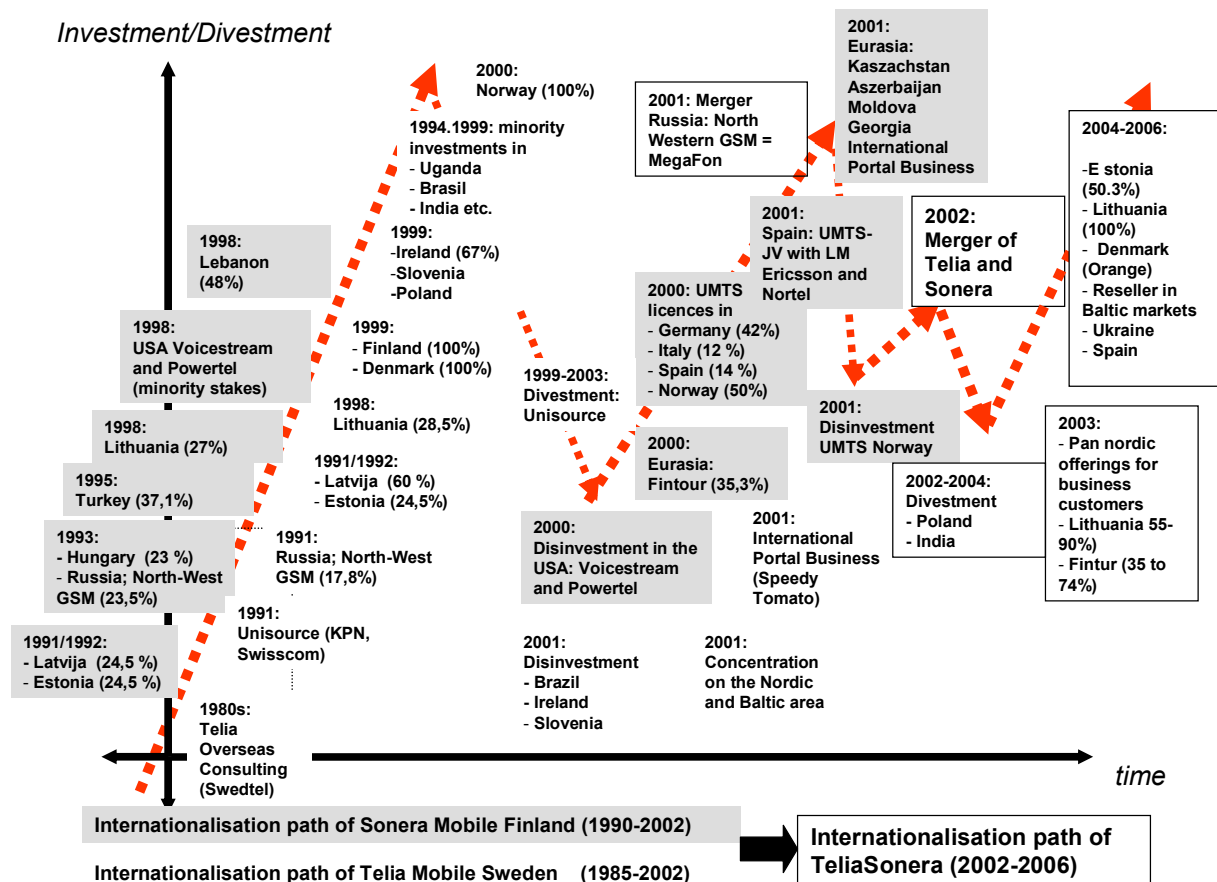 Investment/Divestment
2000:
Norway (100%)
1994.1999: minority
investments in
- Uganda
- Brasil
- India etc.
1999:
-Ireland (67%)
-Slovenia
-Poland
1998:
Lebanon
(48%)
1998:
USA Voicestream
and Powertel
(minority stakes)
1999:
- Finland (100%)
- Denmark (100%)
1998:
Lithuania (27%)
1998:
Lithuania (28,5%)
1995:
Turkey (37,1%)
1991/1992:
- Latvija (60 %)
- Estonia (24,5%)
1993:
- Hungary (23 %)
- Russia; North-West
GSM (23,5%)
1991:
Russia; North-West
GSM (17,8%)
1991:
Unisource (KPN,
Swisscom)
1991/1992:
- Latvija (24,5 %)
- Estonia (24,5 %)
1980s:
Telia
Overseas
Consulting
(Swedtel)
1999-2003:
Divestment:
Unisource
2000:
Disinvestment in the
USA: Voicestream
and Powertel
2001:
Disinvestment
- Brazil
- Ireland
- Slovenia
2001: Merger
Russia: North
Western GSM =
MegaFon
2000: UMTS
licences in
- Germany (42%)
- Italy (12 %)
- Spain (14 %)
- Norway (50%)
2000:
Eurasia:
Fintour (35,3%)
2001:
International
Portal Business
(Speedy
Tomato)
2001:
Concentration
on the Nordic
and Baltic area
2001:
Eurasia:
Kaszachstan
Aszerbaijan
Moldova
Georgia
International
Portal Business
2001:
Spain: UMTS-
JV with LM
Ericsson and
Nortel
2001:
Disinvestment
UMTS Norway
2002:
Merger of
Telia and
Sonera
2002-2004:
Divestment
- Poland
- India
2004-2006:
-E stonia
(50.3%)
- Lithuania
(100%)
- Denmark
(Orange)
- Reseller in
Baltic markets
- Ukraine
- Spain
2003:
- Pan nordic
offerings for
business
customers
- Lithuania 55-
90%)
- Fintur (35 to
74%)
time
Internationalisation path of Sonera Mobile Finland (1990-2002)
Internationalisation path of Telia Mobile Sweden (1985-2002)
Internationalisation path of
TeliaSonera (2002-2006)